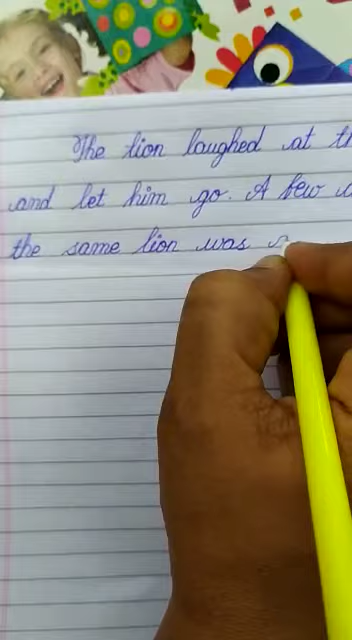 The lion laughed at th
and let him go. A few d
the same lion was